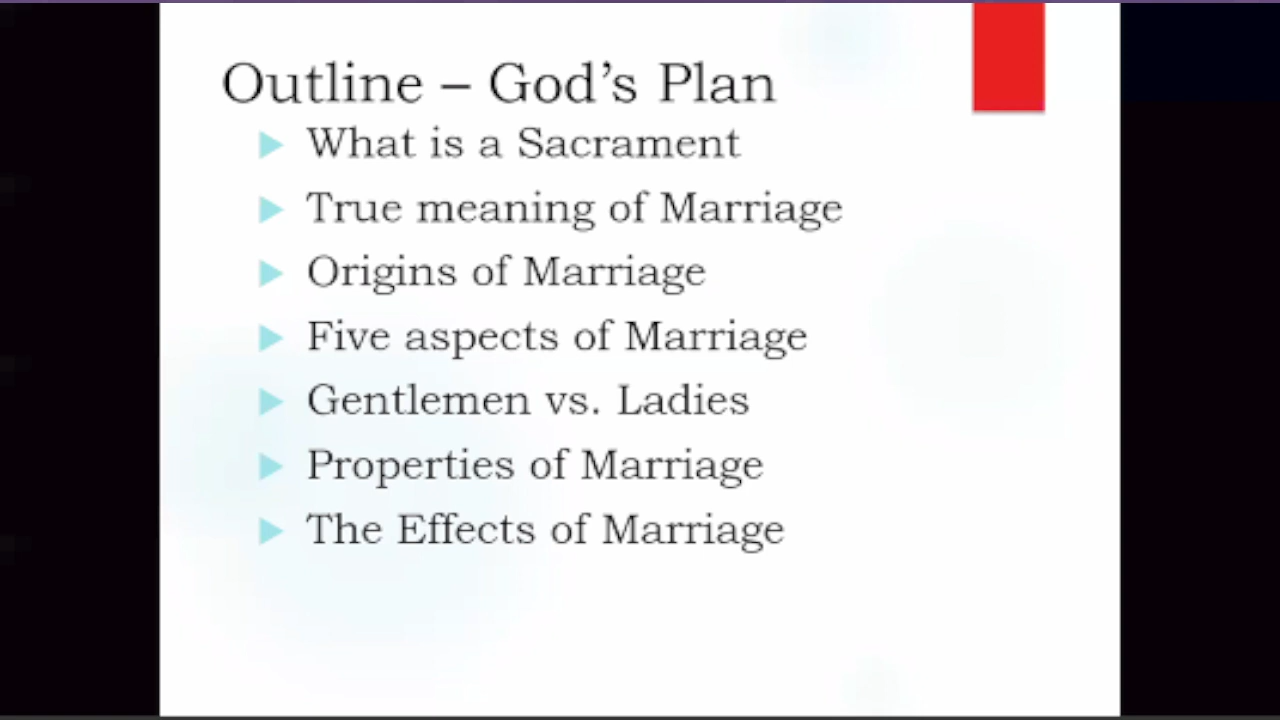 Outline – God’s Plan
What is a Sacrament
True meaning of Marriage
Origins of Marriage
Five aspects of Marriage
Gentlemen vs. Ladies
Properties of Marriage
The Effects of Marriage